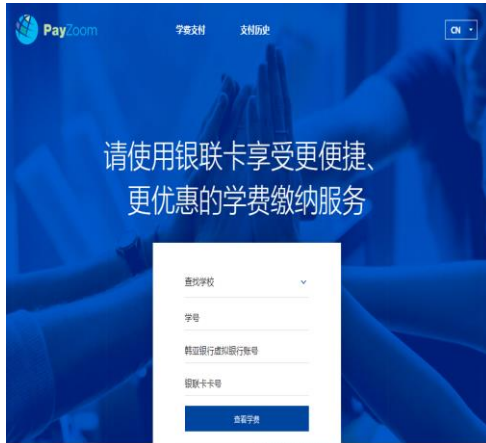 PayZoom
学费支付
支付历史
CN
请使用银联卡享受更便捷、
更优惠的学费缴纳服务
查找学校
学号
韩亚银行虚拟银行账号
银联卡卡号
查看学费